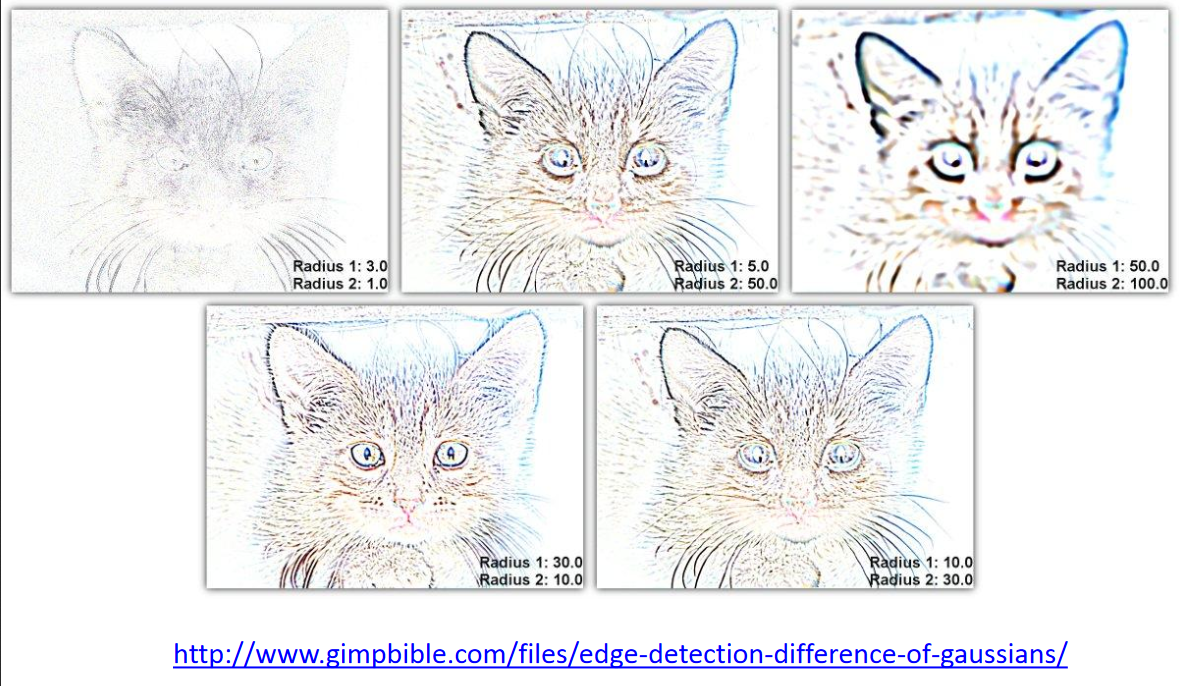 Radius 1: 3.0
Radius 2: 1.0
Radius 1: 5.0
Radius 2: 50.0
Radius 1: 50.0
Radius 2: 100.0
Radius 1: 30.0
Radius 2: 10.0
Radius 1: 10.0
Radius 2: 30.0
http://www.gimpbible.com/files/edge-detection-difference-of-gaussians/